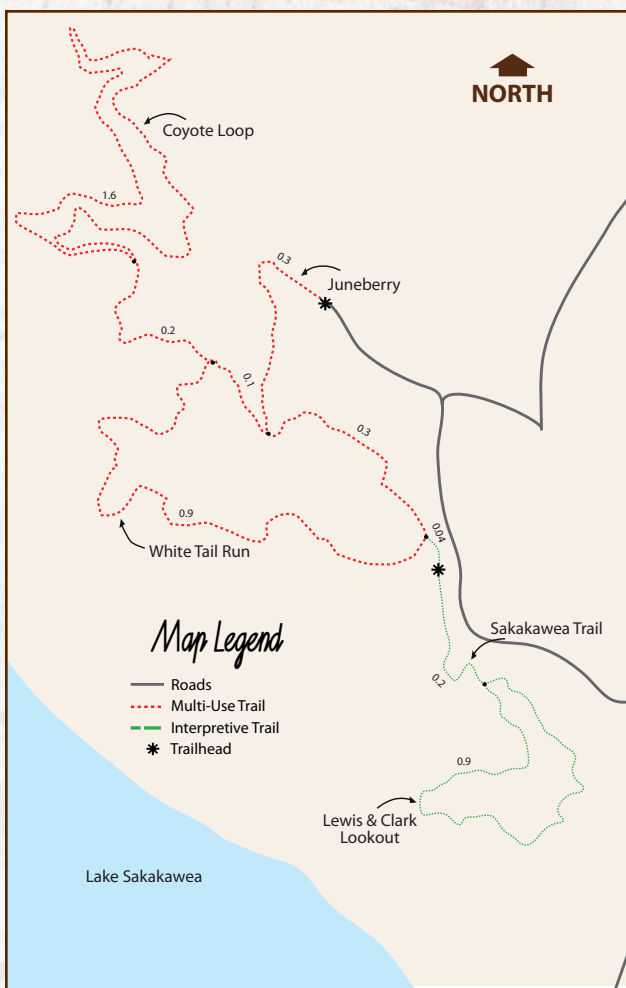 NORTH
Coyote Loop
1.6
0.3
Juneberry
0.2
0.1
0.3
0.9
White Tail Run
0.04
Sakakawea Trail
0.2
0.9
Lewis & Clark
Lookout
Map Legend
Roads
Multi-Use Trail
Interpretive Trail
Trailhead
Lake Sakakawea